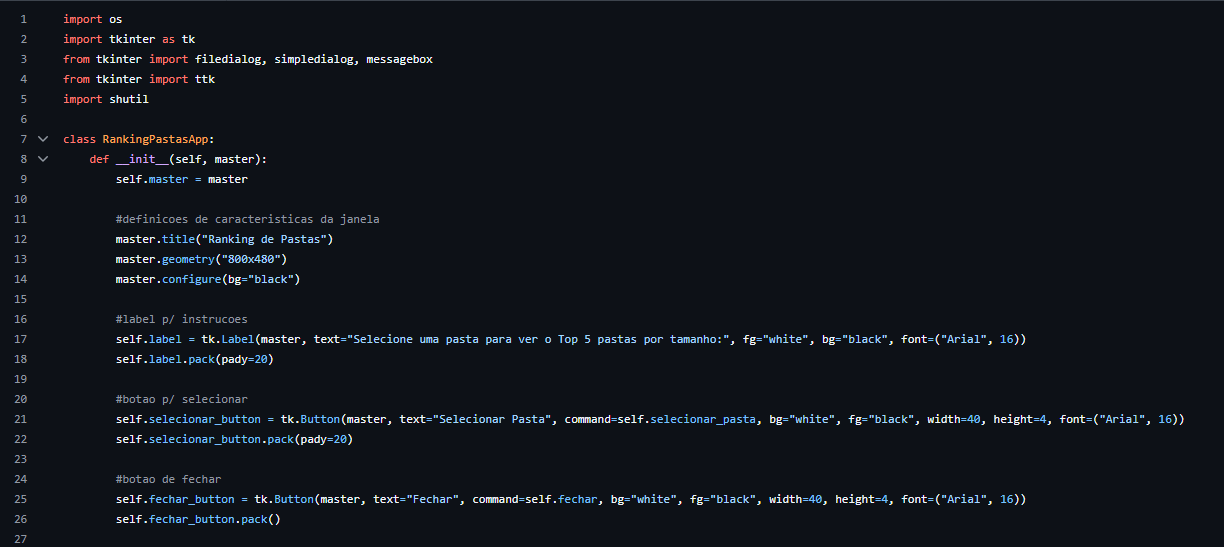 1 import os
2 import tkinter as tk
3 from tkinter import filedialog, simpledialog, messagebox
4 from tkinter import ttk
5 import shutil
6
7 class RankingPastasApp:
8     def __init__(self, master):
9         self.master = master
10
11         #definicoes de caracteristicas da janela
12         master.title("Ranking de Pastas")
13         master.geometry("800x480")
14         master.configure(bg="black")
15
16         #label p/ instrucoes
17         self.label = tk.Label(master, text="Selecione uma pasta para ver o Top 5 pastas por tamanho:", fg="white", bg="black", font=("Arial", 16))
18         self.label.pack(pady=20)
19
20         #botao p/ selecionar
21         self.selecionar_button = tk.Button(master, text="Selecionar Pasta", command=self.selecionar_pasta, bg="white", fg="black", width=40, height=4, font=("Arial", 16))
22         self.selecionar_button.pack(pady=20)
23
24         #botao de fechar
25         self.fechar_button = tk.Button(master, text="Fechar", command=self.fechar, bg="white", fg="black", width=40, height=4, font=("Arial", 16))
26         self.fechar_button.pack()
27